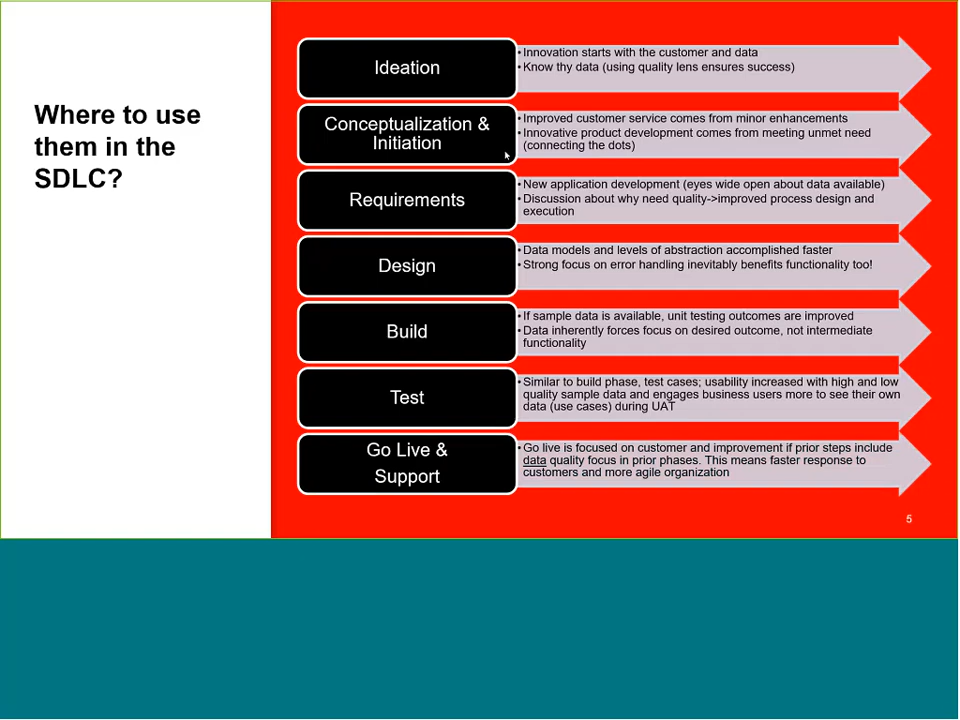 Where to use
them in the
SDLC?
Ideation
•Innovation starts with the customer and data
•Know thy data (using quality lens ensures success)
Conceptualization &
Initiation
•Improved customer service comes from minor enhancements
•Innovative product development comes from meeting unmet need
(connecting the dots)
Requirements
•New application development (eyes wide open about data available)
•Discussion about why need quality->improved process design and
execution
Design
•Data models and levels of abstraction accomplished faster
•Strong focus on error handling inevitably benefits functionality too!
Build
•If sample data is available, unit testing outcomes are improved
•Data inherently forces focus on desired outcome, not intermediate
functionality
Test
•Similar to build phase, test cases; usability increased with high and low
quality sample data and engages business users more to see their own
data (use cases) during UAT
Go Live &
Support
•Go live is focused on customer and improvement if prior steps include
data quality focus in prior phases. This means faster response to
customers and more agile organization
5